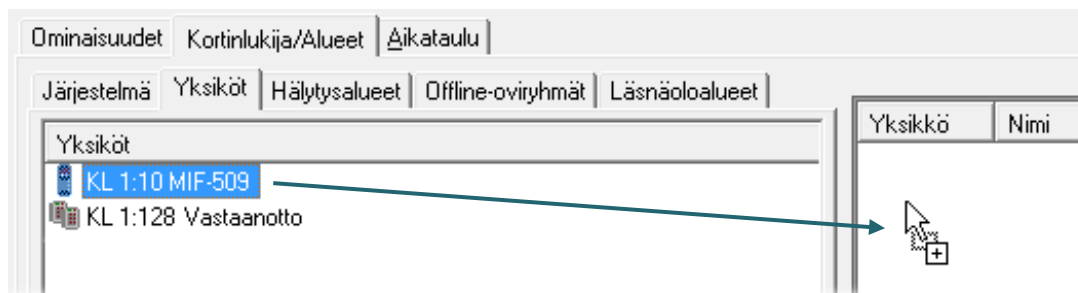 Ominaisuudet Kortinlukija/Alueet Aikataulu
Järjestelmä Yksiköt Hälytysalueet Offline-oviryhmät Läsnäoloalueet
Yksikkö Nimi
Yksiköt
KL 1:10 MIF-509
KL 1:128 Vastaanotto